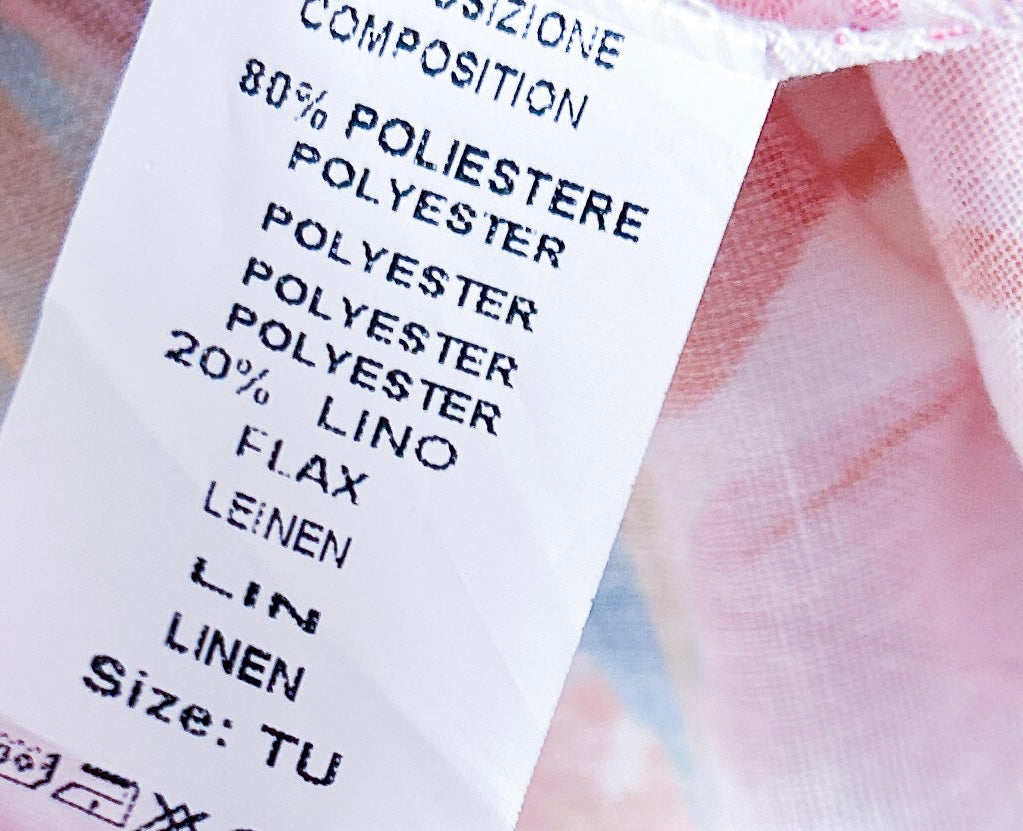 COMPOSITION
80% POLIESTERE
POLYESTER
POLYESTER
POLYESTER
POLYESTER
20% LINO
FLAX
LEINEN
LIN
LINEN
Size: TU